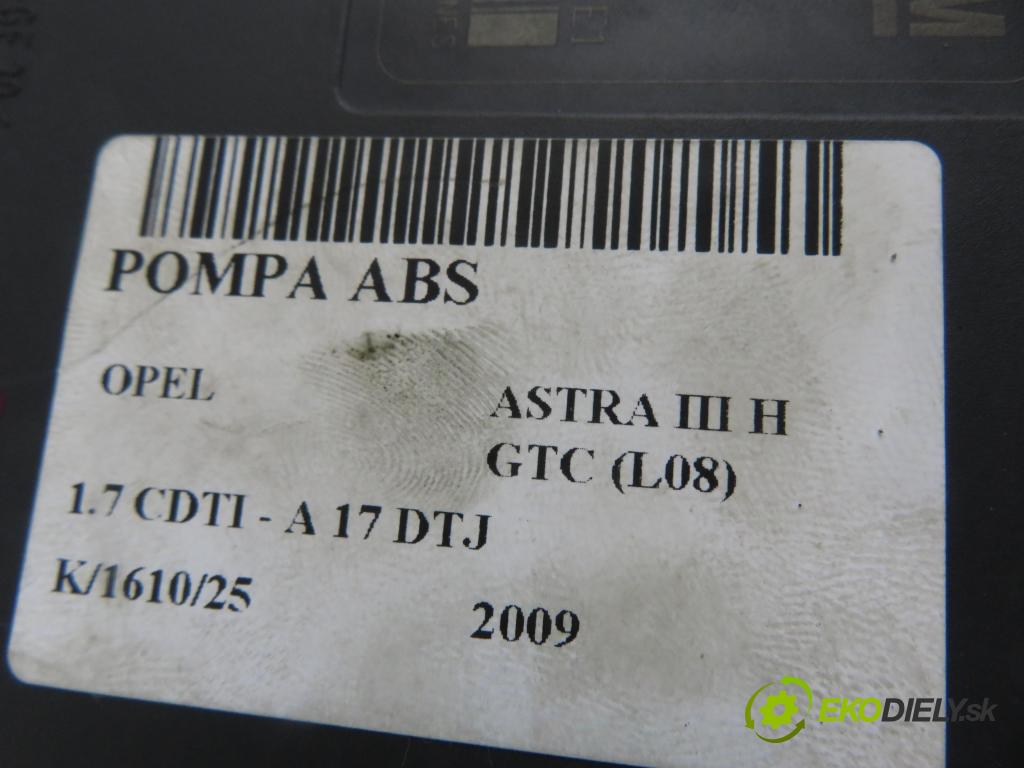 POMPA ABS
OPEL
ASTRA III H
GTC (L08)
1.7 CDTI - A 17 DTJ
K/1610/25
2009
EKODIELY.sk